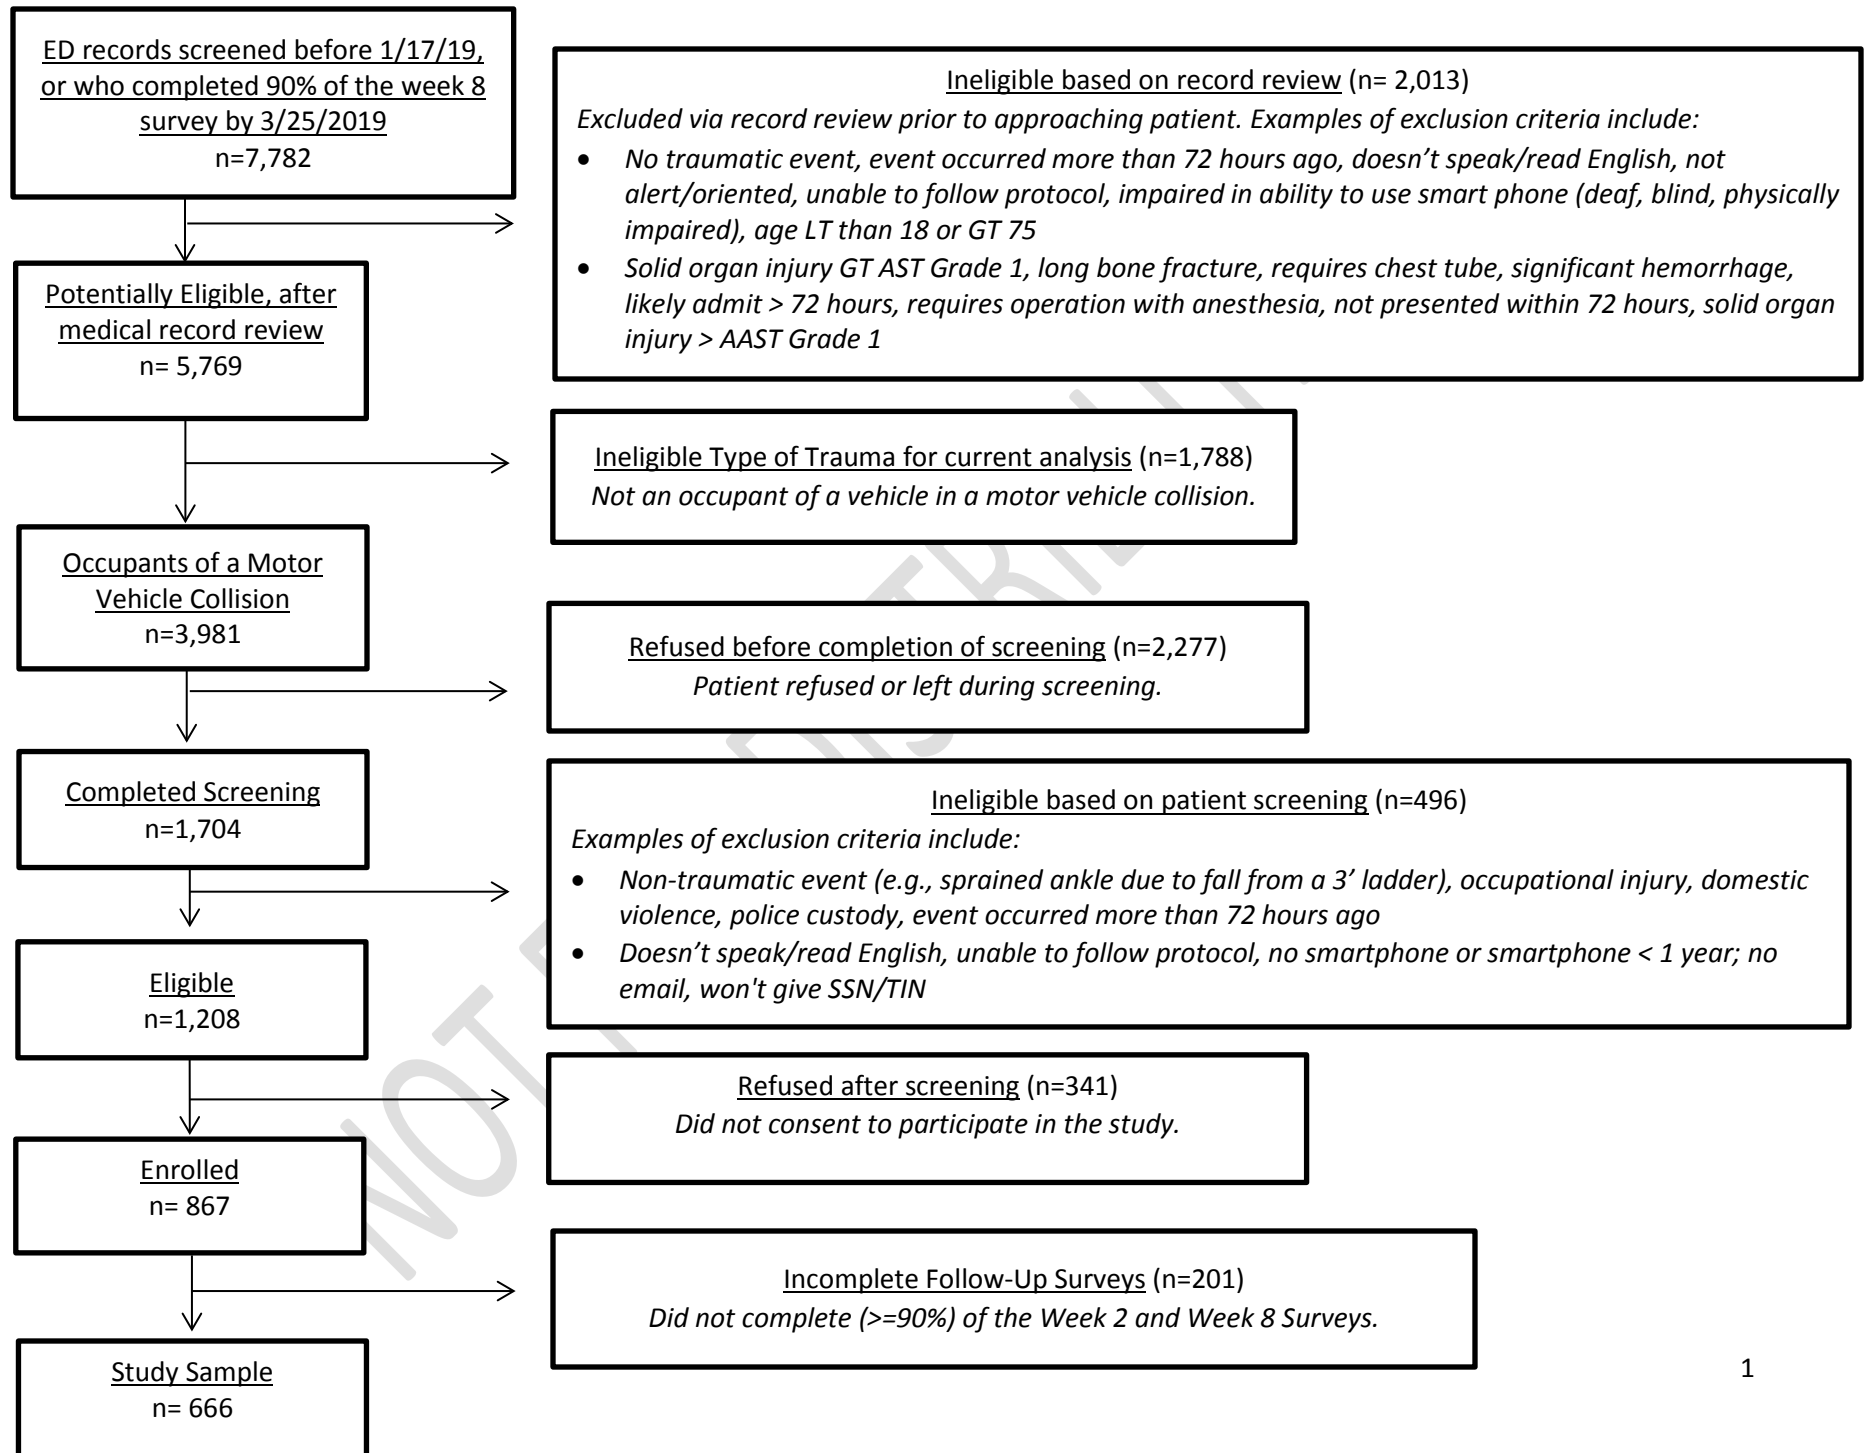 ED records screened before 1/17/19,
or who completed 90% of the week 8
survey by 3/25/2019
n=7,782
Ineligible based on record review (n= 2,013)
Excluded via record review prior to approaching patient. Examples of exclusion criteria include:
• No traumatic event, event occurred more than 72 hours ago, doesn’t speak/read English, not
alert/oriented, unable to follow protocol, impaired in ability to use smart phone (deaf, blind, physically
impaired), age LT than 18 or GT 75
• Solid organ injury GT AST Grade 1, long bone fracture, requires chest tube, significant hemorrhage,
likely admit > 72 hours, requires operation with anesthesia, not presented within 72 hours, solid organ
injury > AAST Grade 1
Potentially Eligible, after
medical record review
n= 5,769
Ineligible Type of Trauma for current analysis (n=1,788)
Not an occupant of a vehicle in a motor vehicle collision.
Occupants of a Motor
Vehicle Collision
n=3,981
Refused before completion of screening (n=2,277)
Patient refused or left during screening.
Completed Screening
n=1,704
Ineligible based on patient screening (n=496)
Examples of exclusion criteria include:
• Non-traumatic event (e.g., sprained ankle due to fall from a 3’ ladder), occupational injury, domestic
violence, police custody, event occurred more than 72 hours ago
• Doesn’t speak/read English, unable to follow protocol, no smartphone or smartphone < 1 year; no
email, won't give SSN/TIN
Eligible
n=1,208
Refused after screening (n=341)
Did not consent to participate in the study.
Enrolled
n= 867
Incomplete Follow-Up Surveys (n=201)
Did not complete (>=90%) of the Week 2 and Week 8 Surveys.
Study Sample
n= 666
1
NOT